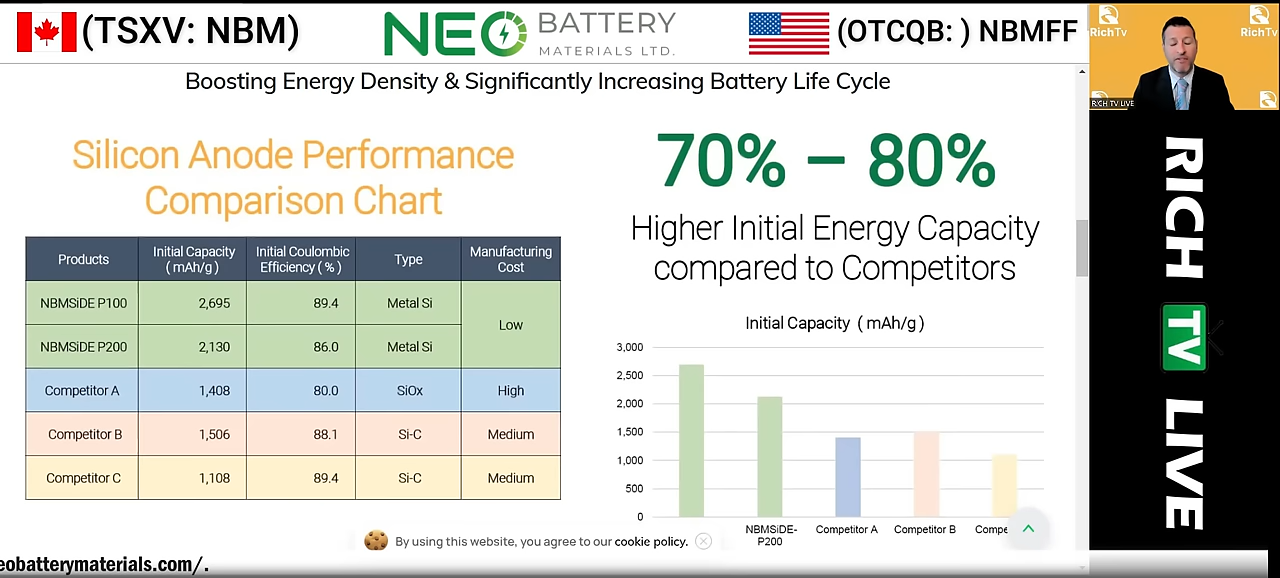 (TSXV: NBM)
NEO BATTERY
MATERIALS LTD.
(OTCQB: ) NBMFF
RichTv
RichTv
RICH TV LIVE
Boosting Energy Density & Significantly Increasing Battery Life Cycle
Silicon Anode Performance
Comparison Chart
Products Initial Capacity ( mAh/g ) Initial Coulombic Efficiency ( % ) Type Manufacturing Cost
NBMSiDE P100 2,695 89.4 Metal Si Low
NBMSiDE P200 2,130 86.0 Metal Si
Competitor A 1,408 80.0 SiOx High
Competitor B 1,506 88.1 Si-C Medium
Competitor C 1,108 89.4 Si-C Medium
70% – 80%
Higher Initial Energy Capacity
compared to Competitors
Initial Capacity ( mAh/g )
3,000
2,500
2,000
1,500
1,000
500
0
NBMSiDE-
P200
Competitor A
Competitor B
Compe
By using this website, you agree to our cookie policy.
eobatterymaterials.com/.
RICH TV LIVE